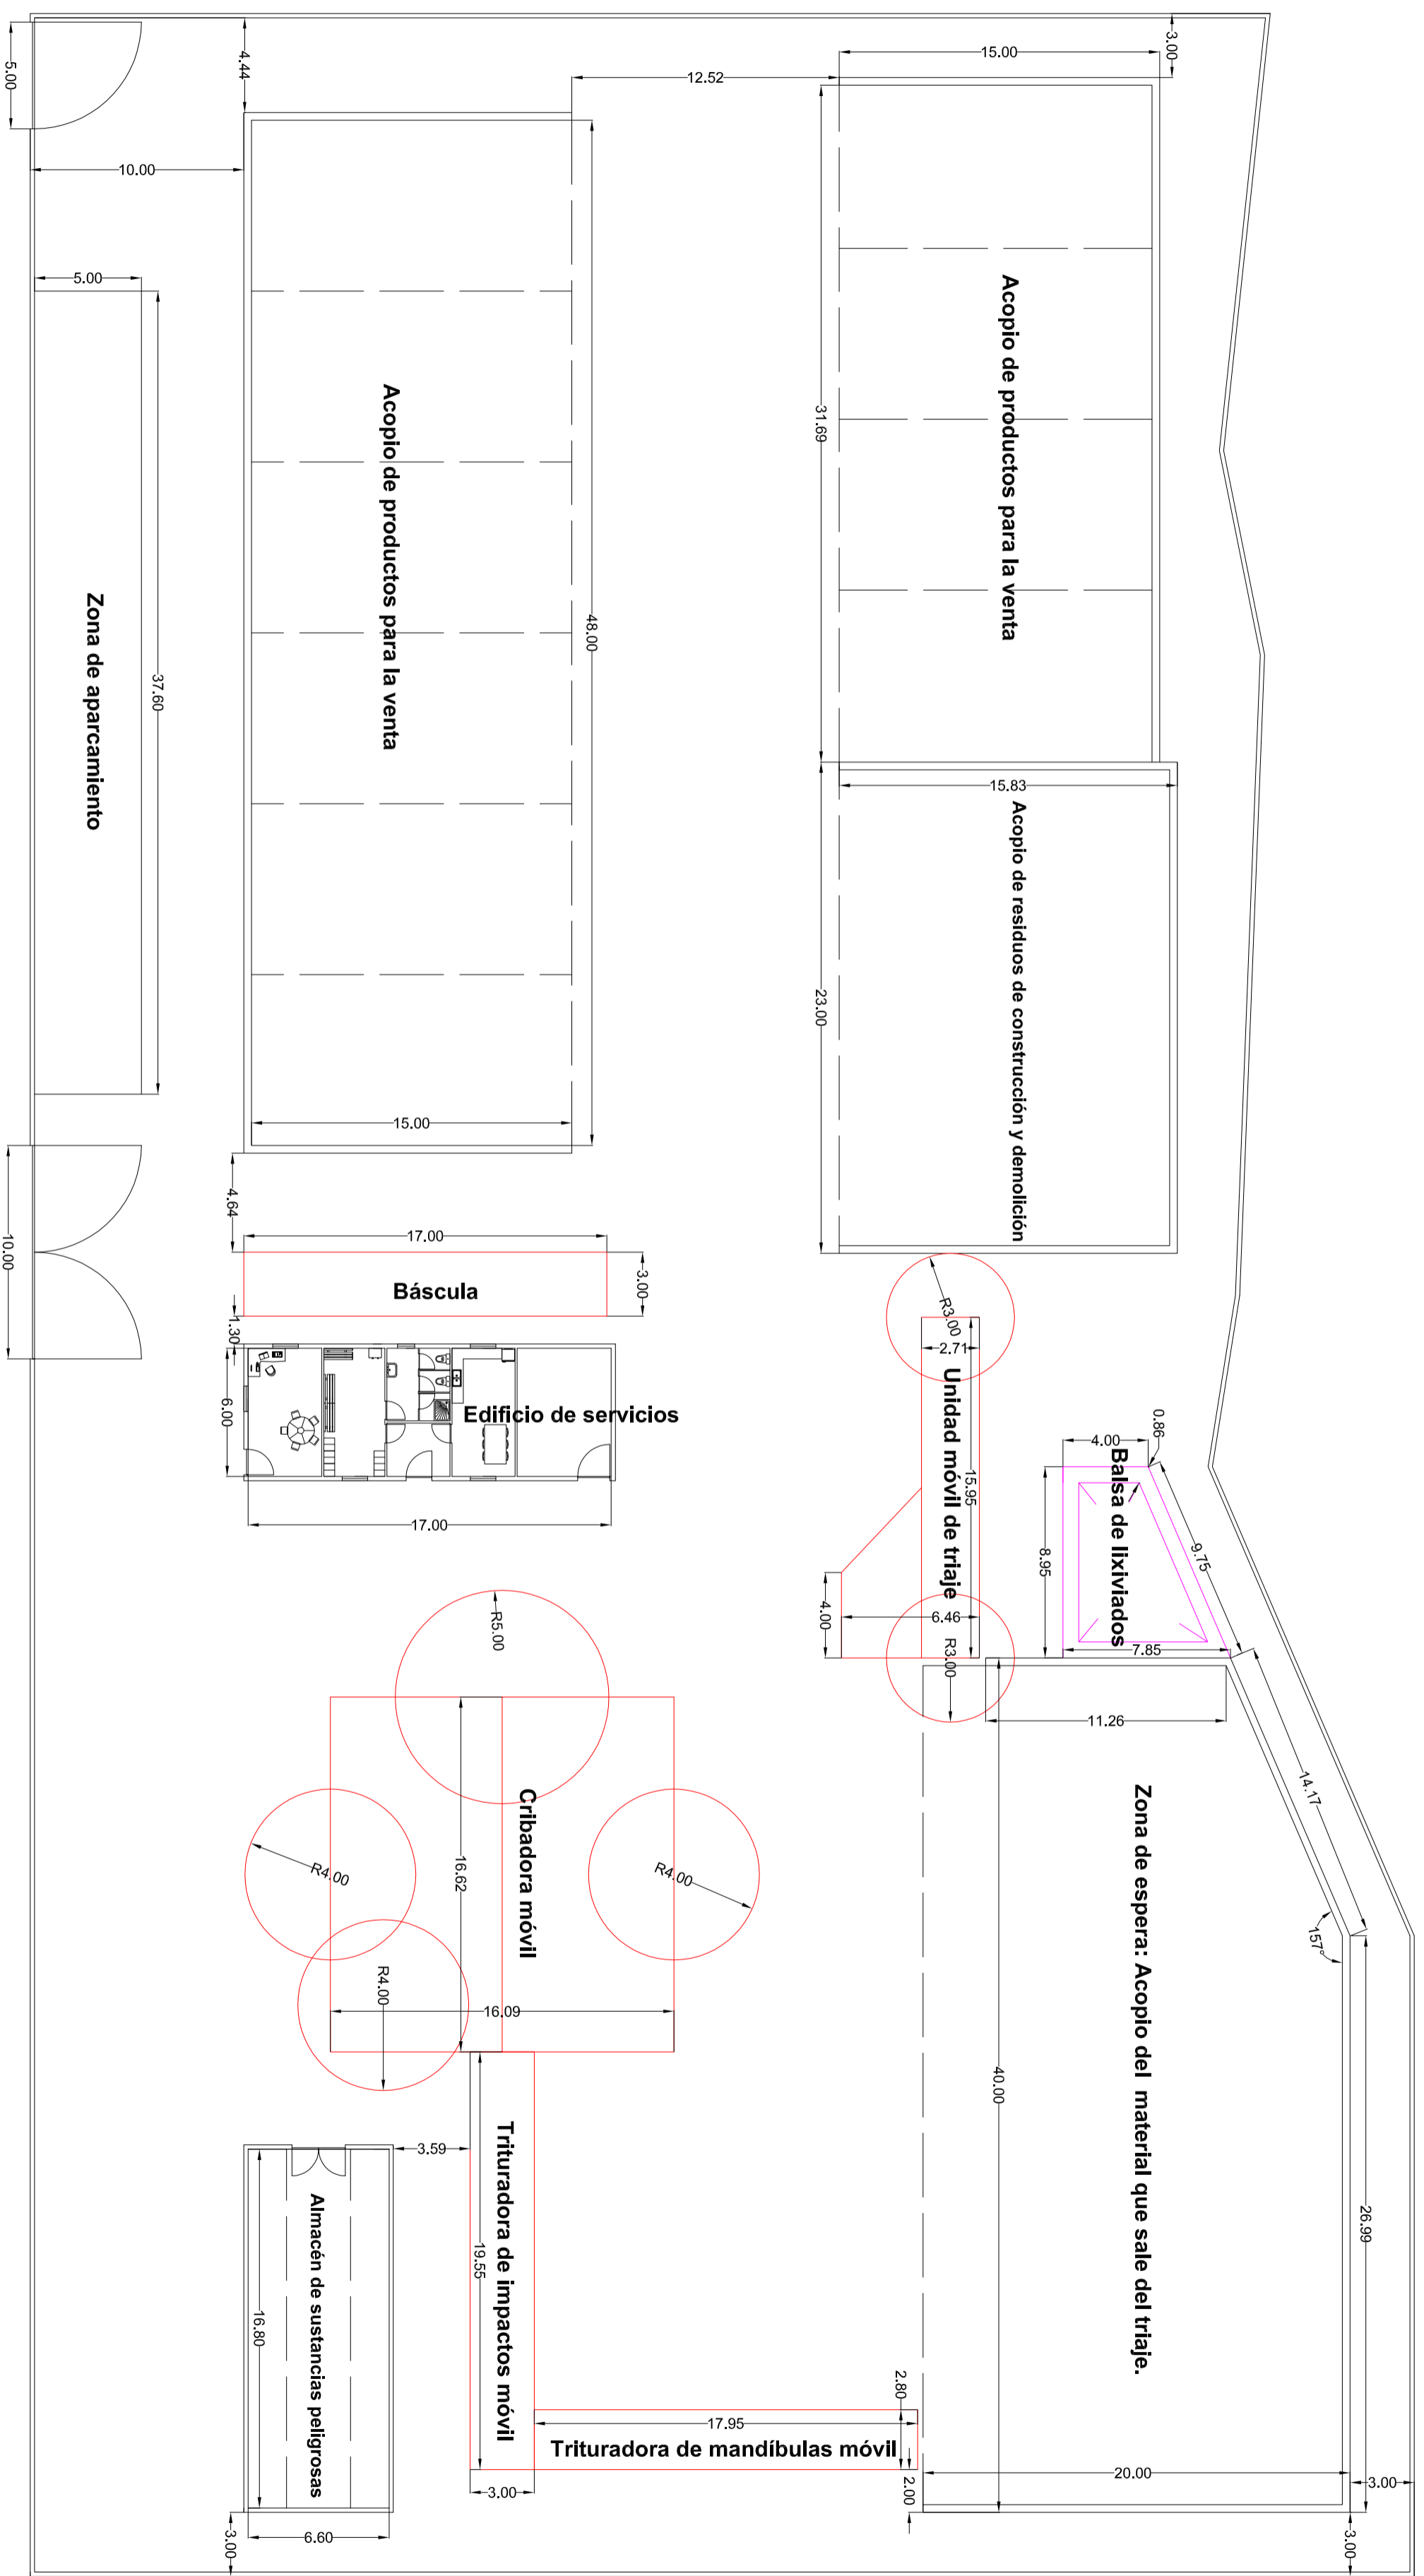 3.00
15.00
4.44
5.00
12.52
10.00
5.00
Acopio de productos para la venta
31.69
Acopio de productos para la venta
48.00
Zona de aparcamiento
37.60
15.83
Acopio de residuos de construcción y demolición
23.00
15.00
4.64
10.00
17.00
3.00
Báscula
1.30
R3.00
2.71
Unidad móvil de triaje
15.95
6.00
Edificio de servicios
17.00
0.86
4.00
Balsa de lixiviados
9.75
8.95
7.85
4.00
6.46
R3.00
R5.00
11.26
14.17
Zona de espera: Acopio del material que sale del triaje.
157°
26.99
40.00
Cribadora móvil
16.62
R4.00
R4.00
R4.00
16.09
3.59
Trituradora de impactos móvil
19.55
Almacén de sustancias peligrosas
16.80
2.80
17.95
Trituradora de mandíbulas móvil
2.00
20.00
3.00
3.00
6.60
3.00
3.00